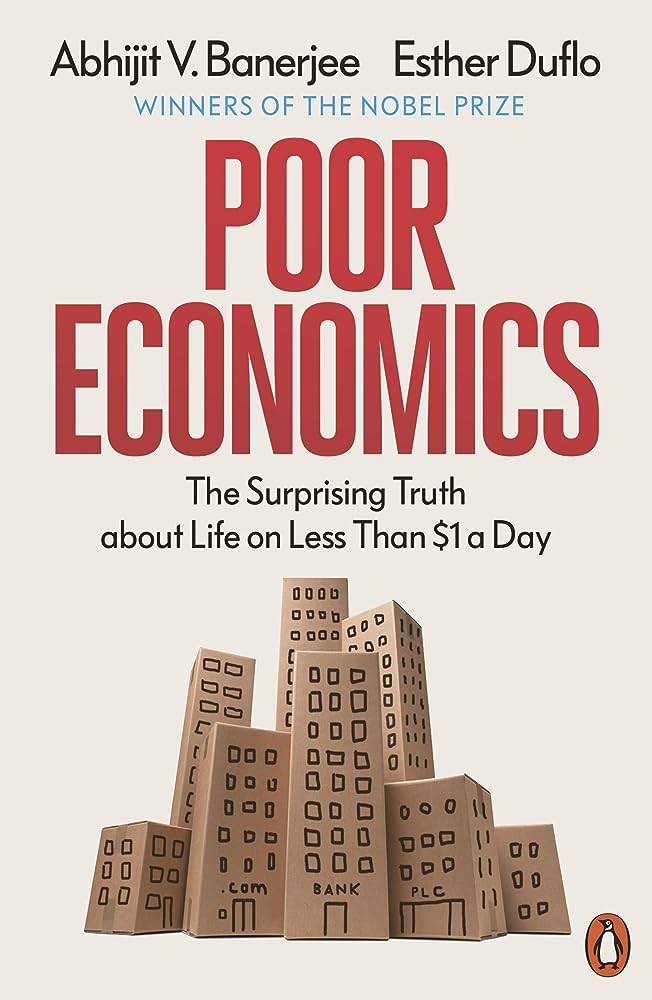 Abhijit V. Banerjee Esther Duflo
WINNERS OF THE NOBEL PRIZE
POOR
ECONOMICS
The Surprising Truth
about Life on Less Than $1 a Day
.com BANK PLC